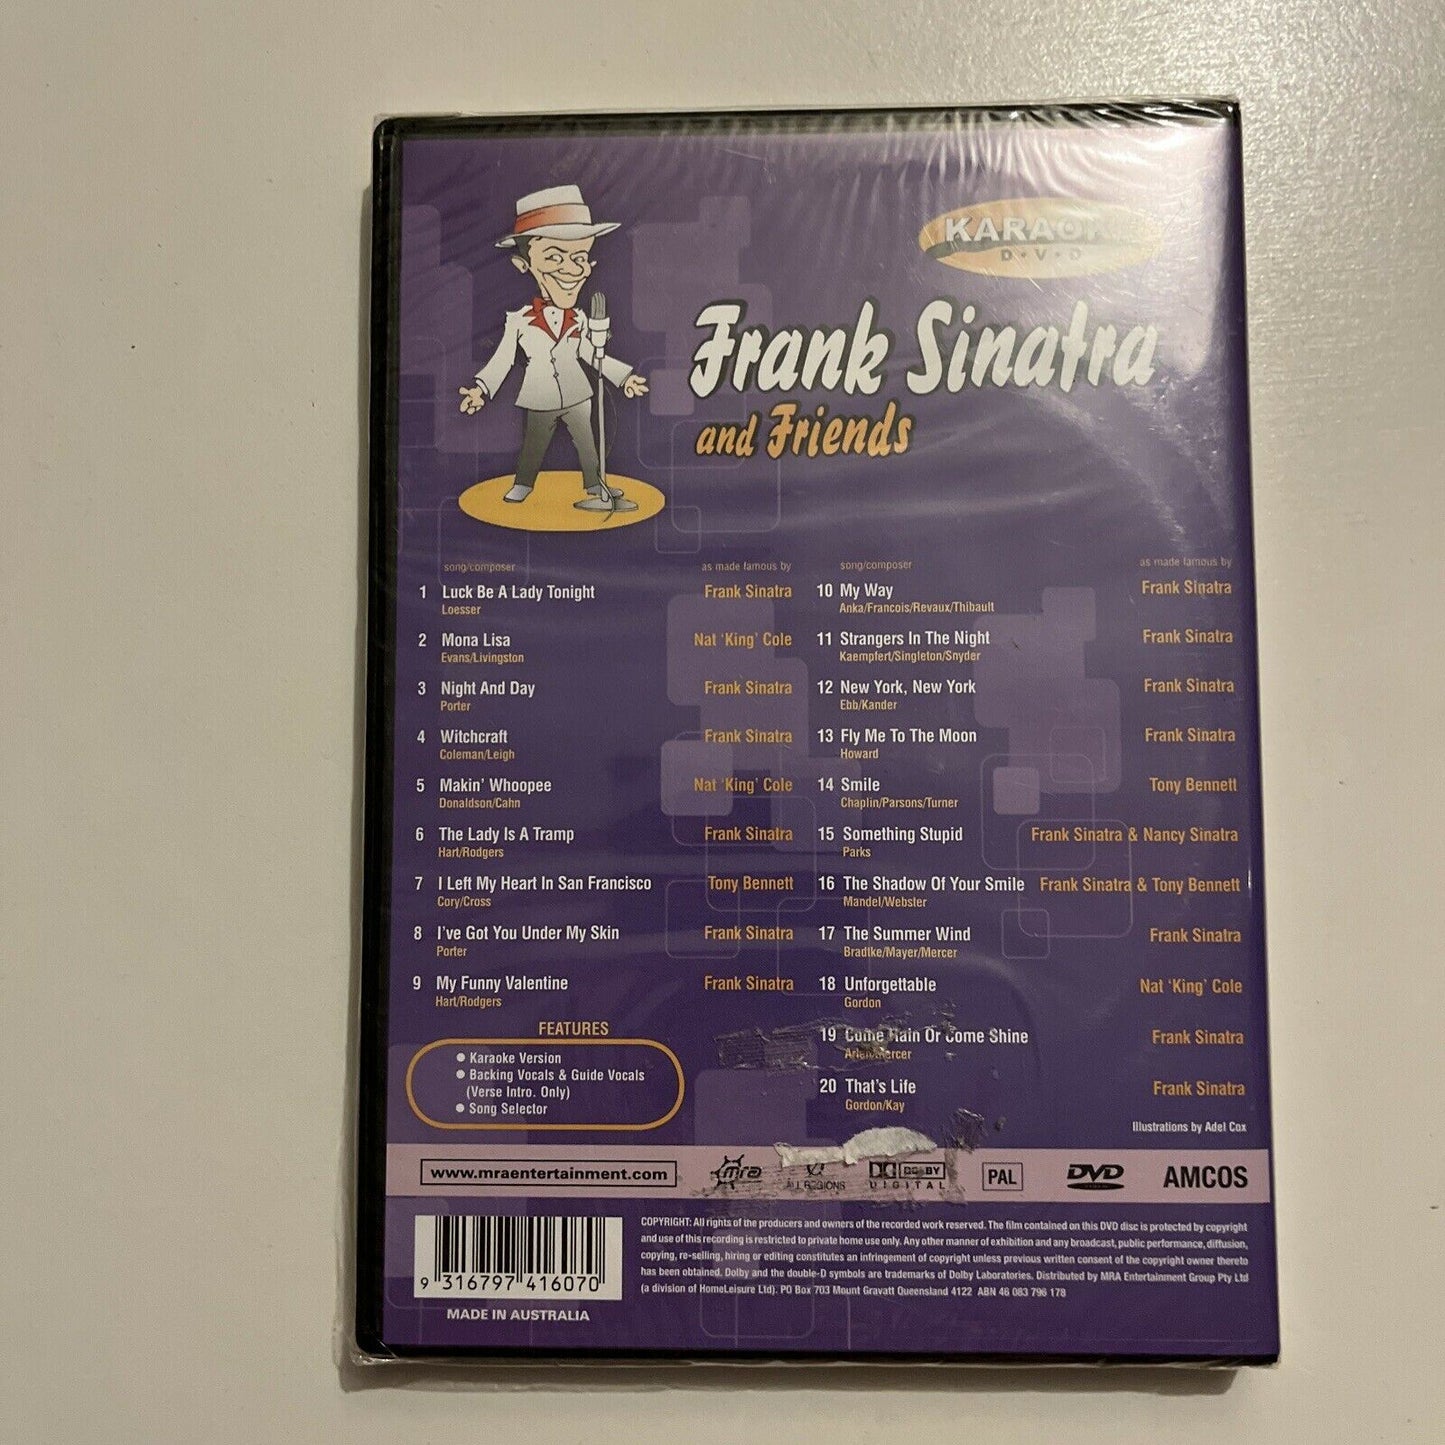 KARAOKE
D•V•D
Frank Sinatra
and Friends
song/composer as made famous by
1 Luck Be A Lady Tonight Frank Sinatra
Loesser
2 Mona Lisa Nat ‘King’ Cole
Evans/Livingston
3 Night And Day Frank Sinatra
Porter
4 Witchcraft Frank Sinatra
Coleman/Leigh
5 Makin’ Whoopee Nat ‘King’ Cole
Donaldson/Cahn
6 The Lady Is A Tramp Frank Sinatra
Hart/Rodgers
7 I Left My Heart In San Francisco Tony Bennett
Cory/Cross
8 I’ve Got You Under My Skin Frank Sinatra
Porter
9 My Funny Valentine Frank Sinatra
Hart/Rodgers
song/composer as made famous by
10 My Way Frank Sinatra
Anka/Francois/Revaux/Thibault
11 Strangers In The Night Frank Sinatra
Kaempfert/Singleton/Snyder
12 New York, New York Frank Sinatra
Ebb/Kander
13 Fly Me To The Moon Frank Sinatra
Howard
14 Smile Tony Bennett
Chaplin/Parsons/Turner
15 Something Stupid Frank Sinatra & Nancy Sinatra
Parks
16 The Shadow Of Your Smile Frank Sinatra & Tony Bennett
Mandel/Webster
17 The Summer Wind Frank Sinatra
Bradtke/Mayer/Mercer
18 Unforgettable Nat ‘King’ Cole
Gordon
19 Come Rain Or Come Shine Frank Sinatra
Arlen/Mercer
20 That’s Life Frank Sinatra
Gordon/Kay
FEATURES
● Karaoke Version
● Backing Vocals & Guide Vocals
(Verse Intro. Only)
● Song Selector
Illustrations by Adel Cox
www.mraentertainment.com mra ALL REGIONS DOLBY DIGITAL PAL DVD AMCOS
9 316797 416070
MADE IN AUSTRALIA
COPYRIGHT: All rights of the producers and owners of the recorded work reserved. The film contained on this DVD disc is protected by copyright
and use of this recording is restricted to private home use only. Any other manner of exhibition and any broadcast, public performance, diffusion,
copying, re-selling, hiring or editing constitutes an infringement of copyright unless previous written consent of the copyright owner thereto
has been obtained. Dolby and the double-D symbols are trademarks of Dolby Laboratories. Distributed by MRA Entertainment Group Pty Ltd
(a division of HomeLeisure Ltd). PO Box 703 Mount Gravatt Queensland 4122 ABN 46 083 796 178